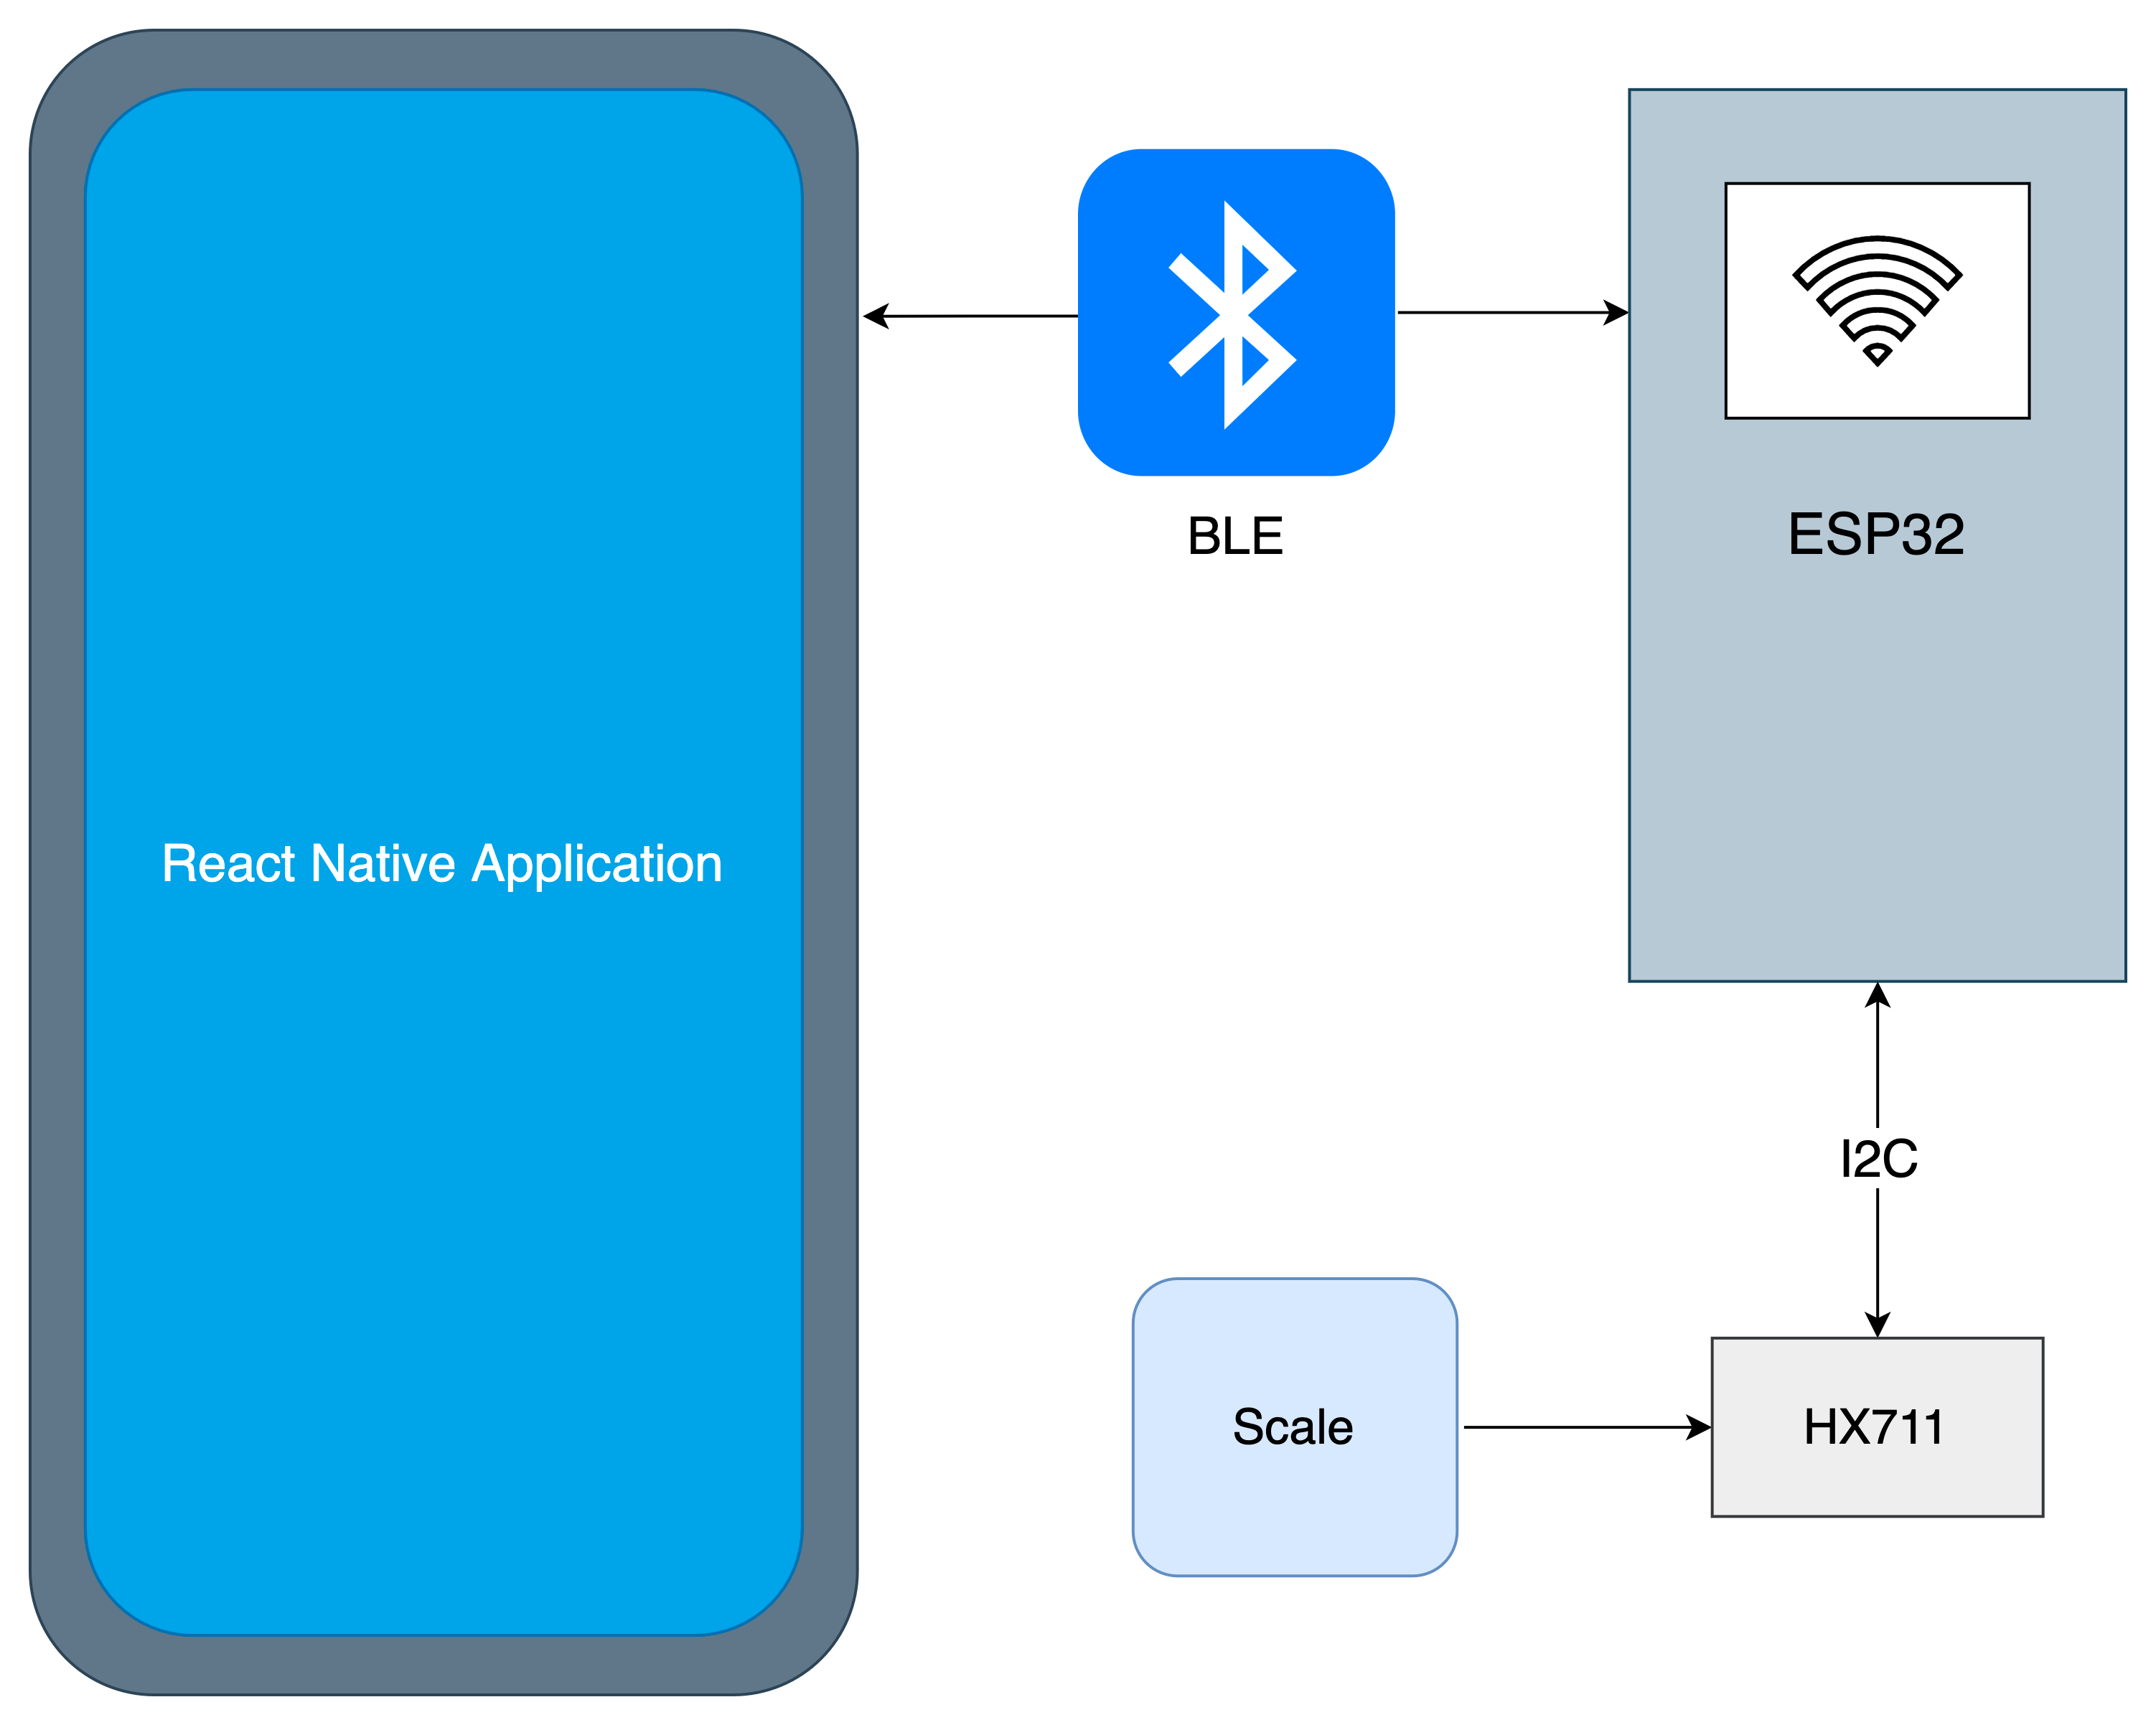 React Native Application
BLE
ESP32
I2C
Scale
HX711